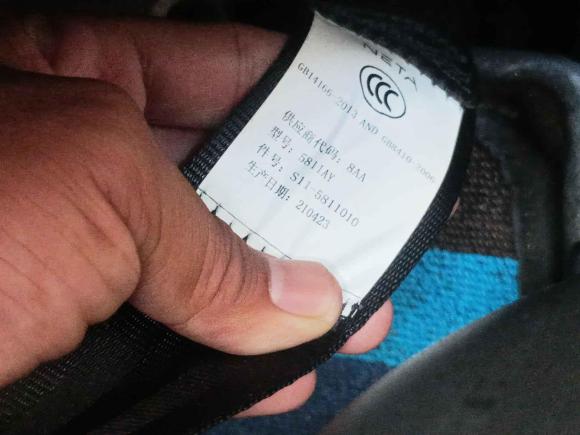 NETA
CCC
GB14166-2013 AND GB8410-2006
供应商代码: 8AA
型号: 5811AY
件号: S11-5811010
生产日期: 210423